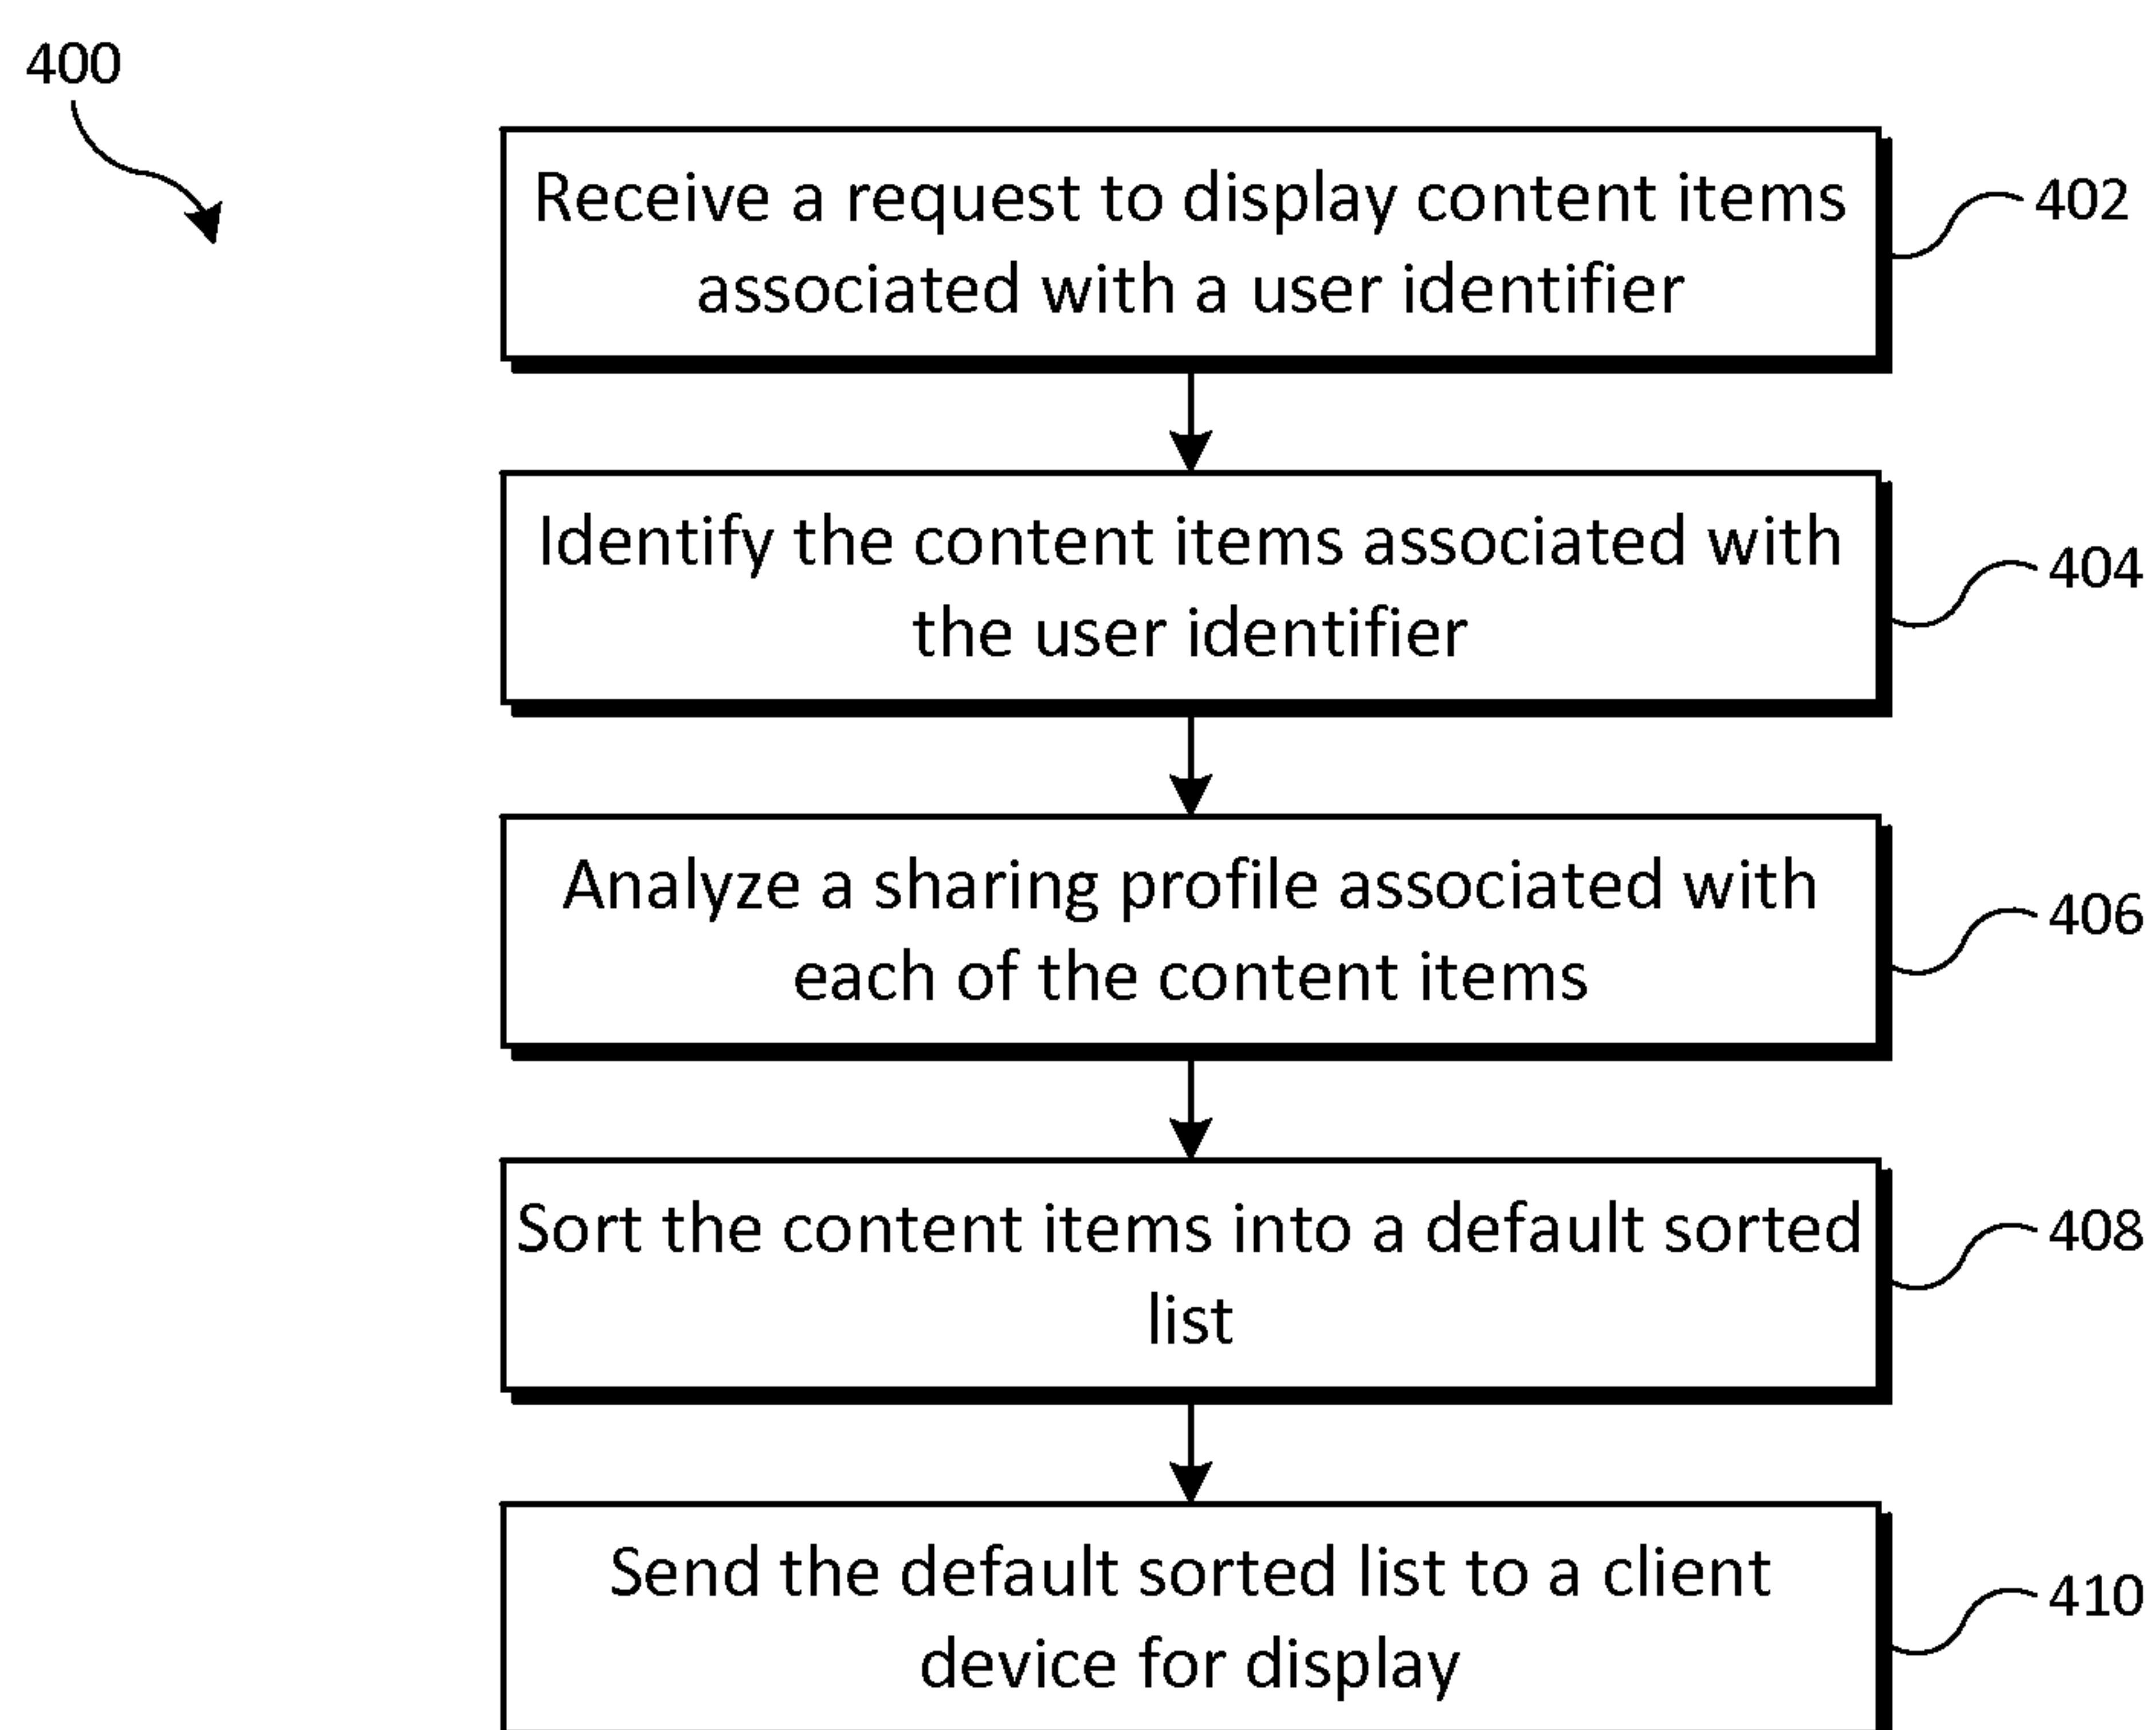 400
Receive a request to display content items
associated with a user identifier
402
Identify the content items associated with
the user identifier
404
Analyze a sharing profile associated with
each of the content items
406
Sort the content items into a default sorted
list
408
Send the default sorted list to a client
device for display
410